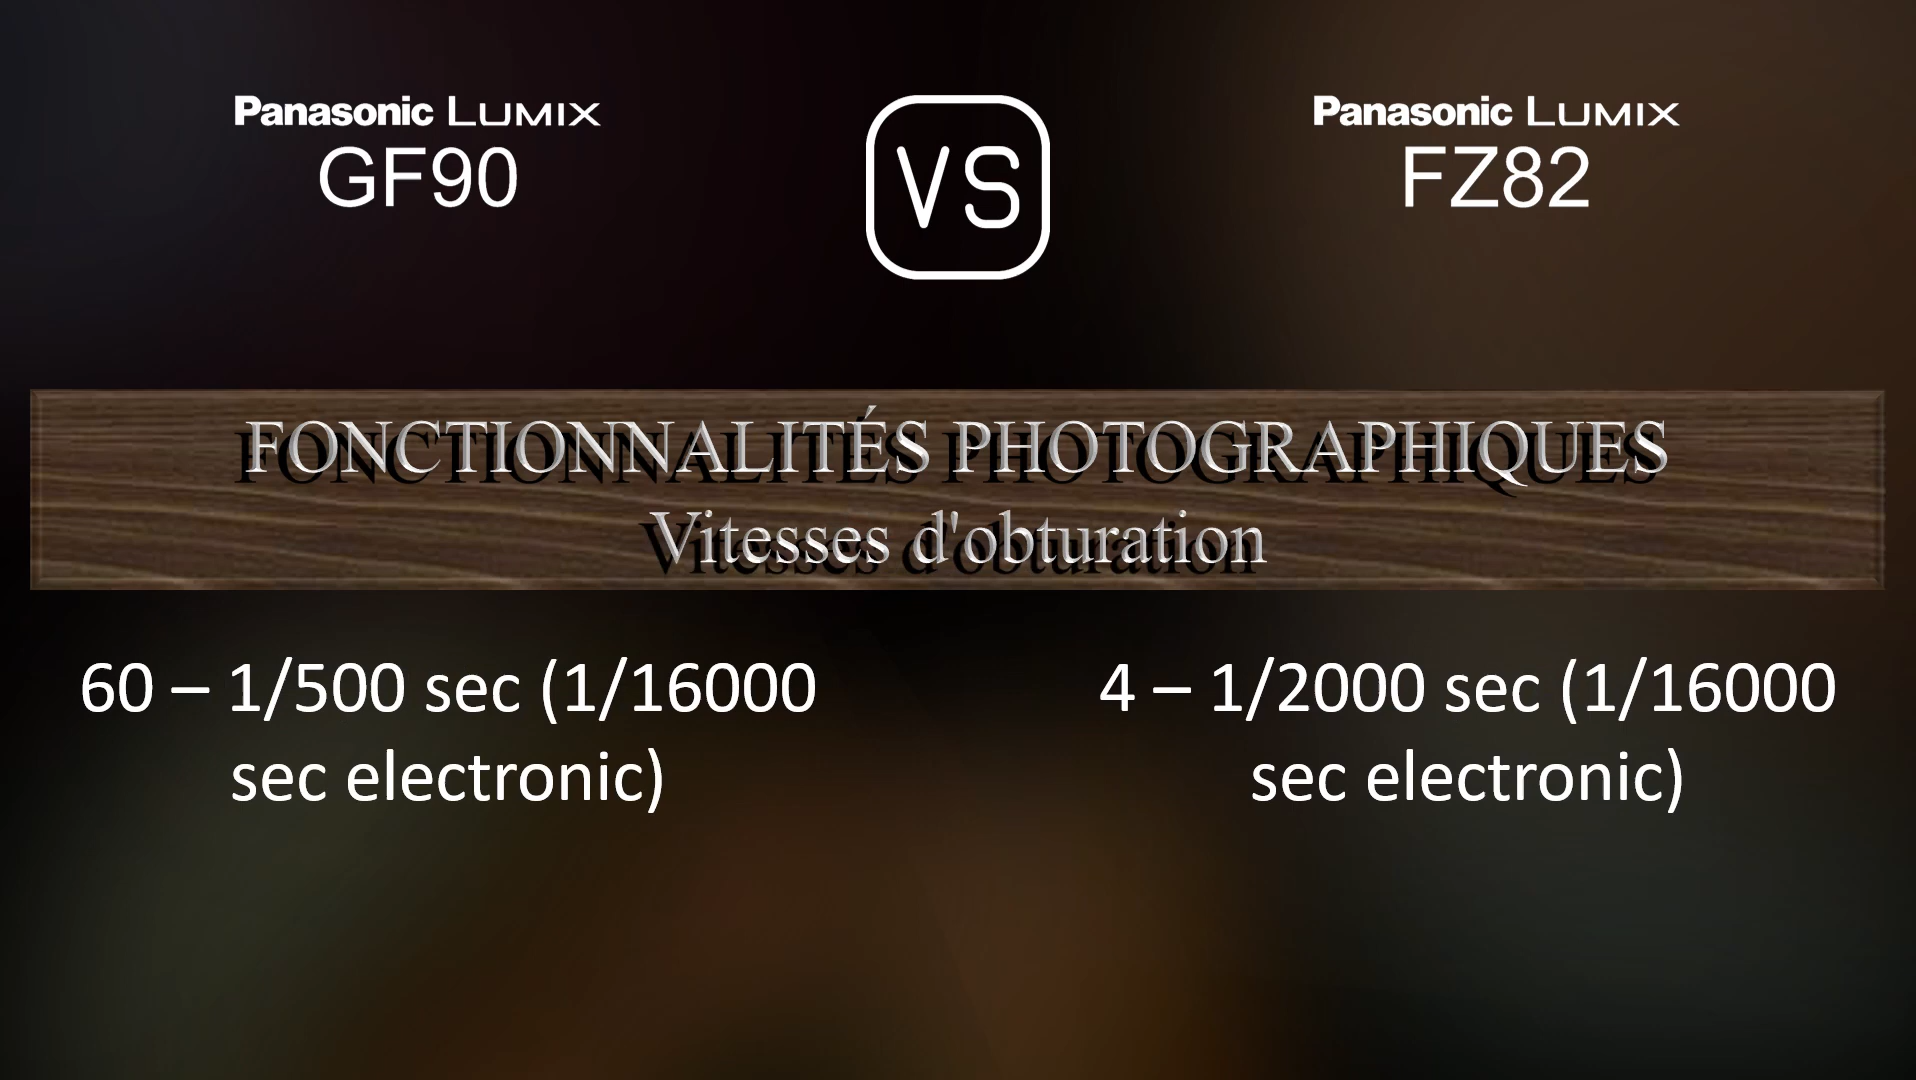 Panasonic LUMIX
GF90
VS
Panasonic LUMIX
FZ82
FONCTIONNALITÉS PHOTOGRAPHIQUES
Vitesses d'obturation
60 – 1/500 sec (1/16000
sec electronic)
4 – 1/2000 sec (1/16000
sec electronic)